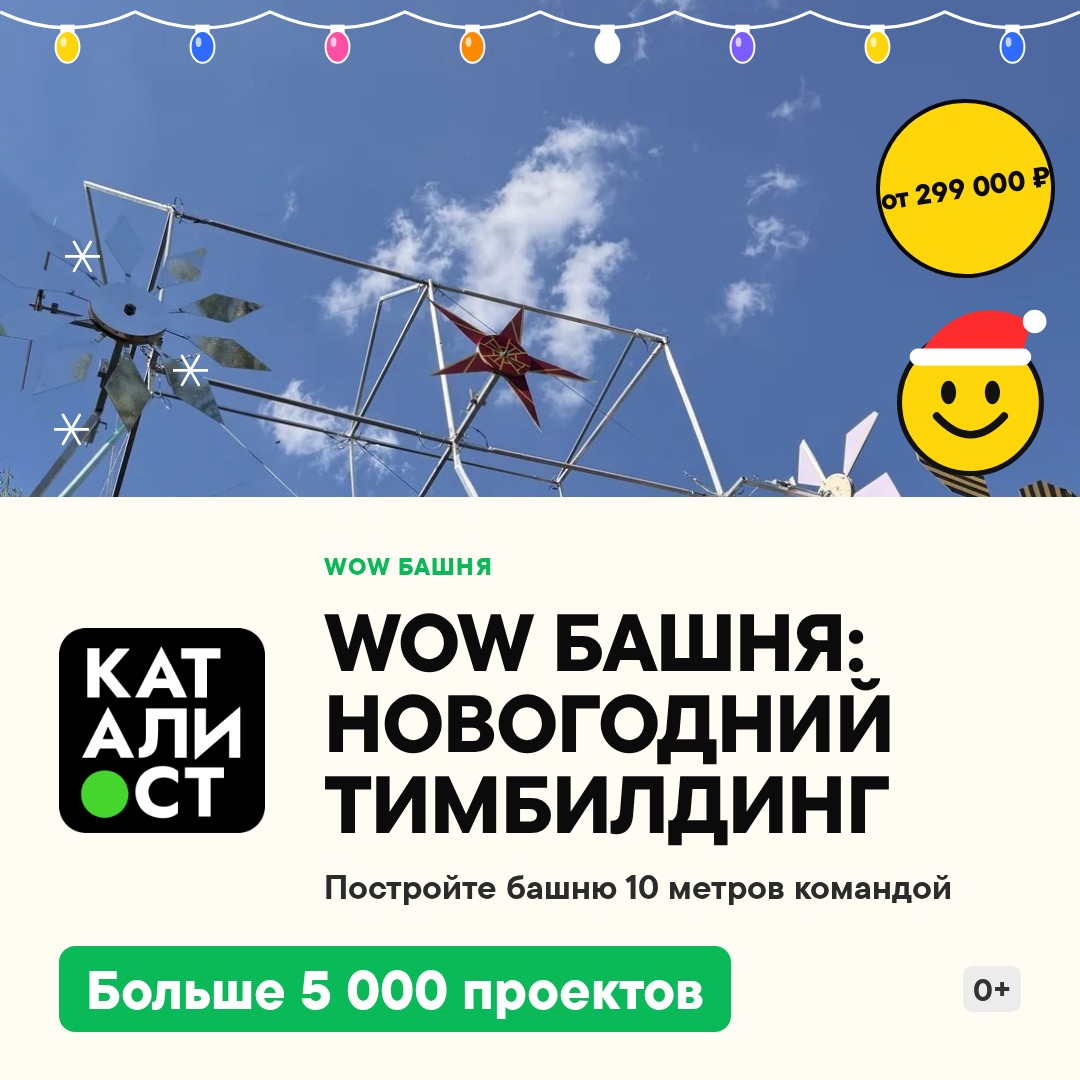 от 299 000 ₽
WOW БАШНЯ
WOW БАШНЯ:
НОВОГОДНИЙ
ТИМБИЛДИНГ
КАТ
АЛИ
СТ
Постройте башню 10 метров командой
Больше 5 000 проектов
0+